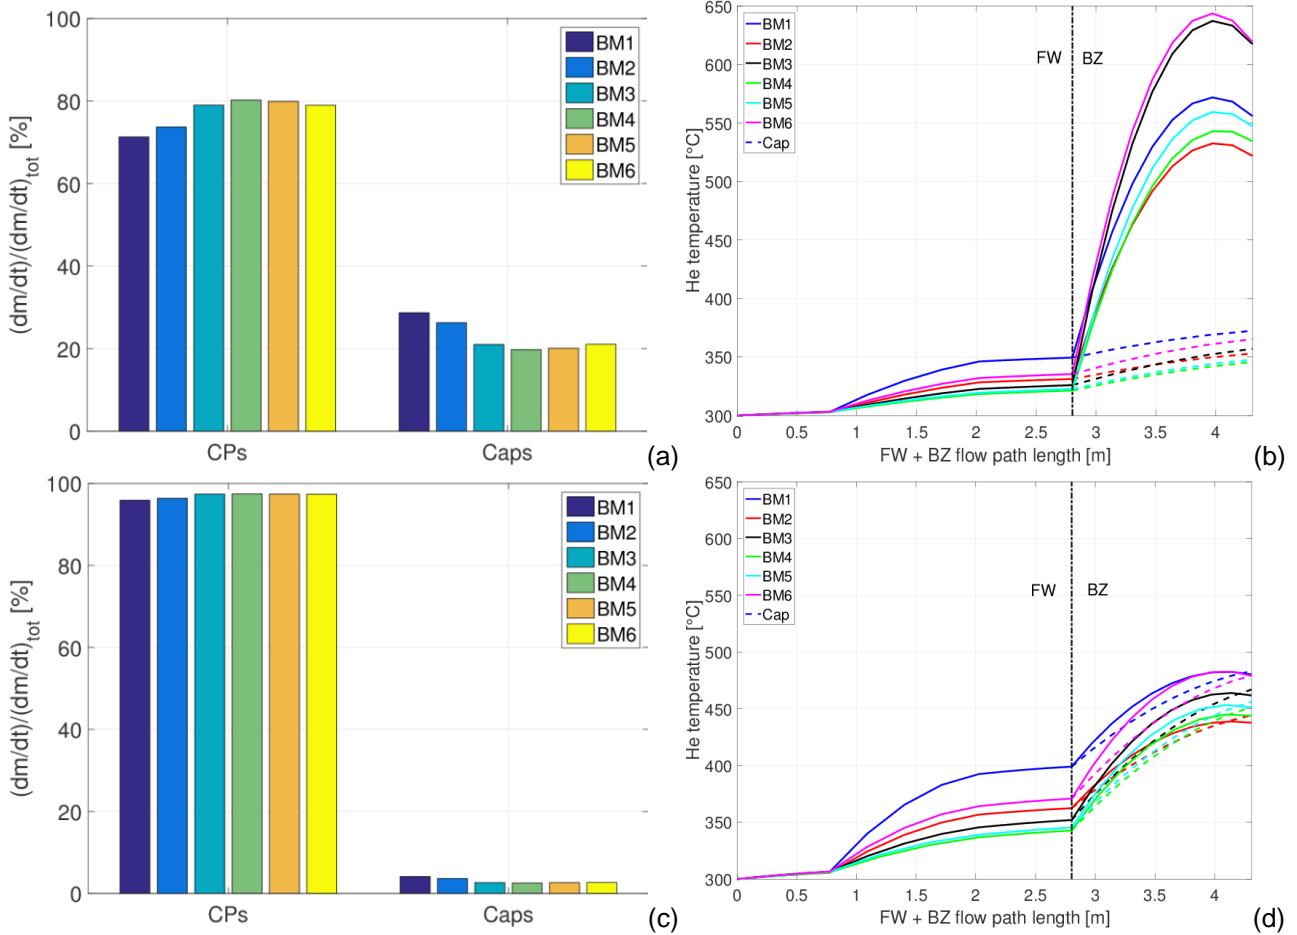 100
80
60
40
20
0
(dm/dt)/(dm/dt)tot [%]
BM1
BM2
BM3
BM4
BM5
BM6
CPs
Caps
(a)
650
600
550
500
450
400
350
300
He temperature [°C]
BM1
BM2
BM3
BM4
BM5
BM6
Cap
FW
BZ
0 0.5 1 1.5 2 2.5 3 3.5 4
FW + BZ flow path length [m]
(b)
100
80
60
40
20
0
(dm/dt)/(dm/dt)tot [%]
BM1
BM2
BM3
BM4
BM5
BM6
CPs
Caps
(c)
650
600
550
500
450
400
350
300
He temperature [°C]
BM1
BM2
BM3
BM4
BM5
BM6
Cap
FW
BZ
0 0.5 1 1.5 2 2.5 3 3.5 4
FW + BZ flow path length [m]
(d)